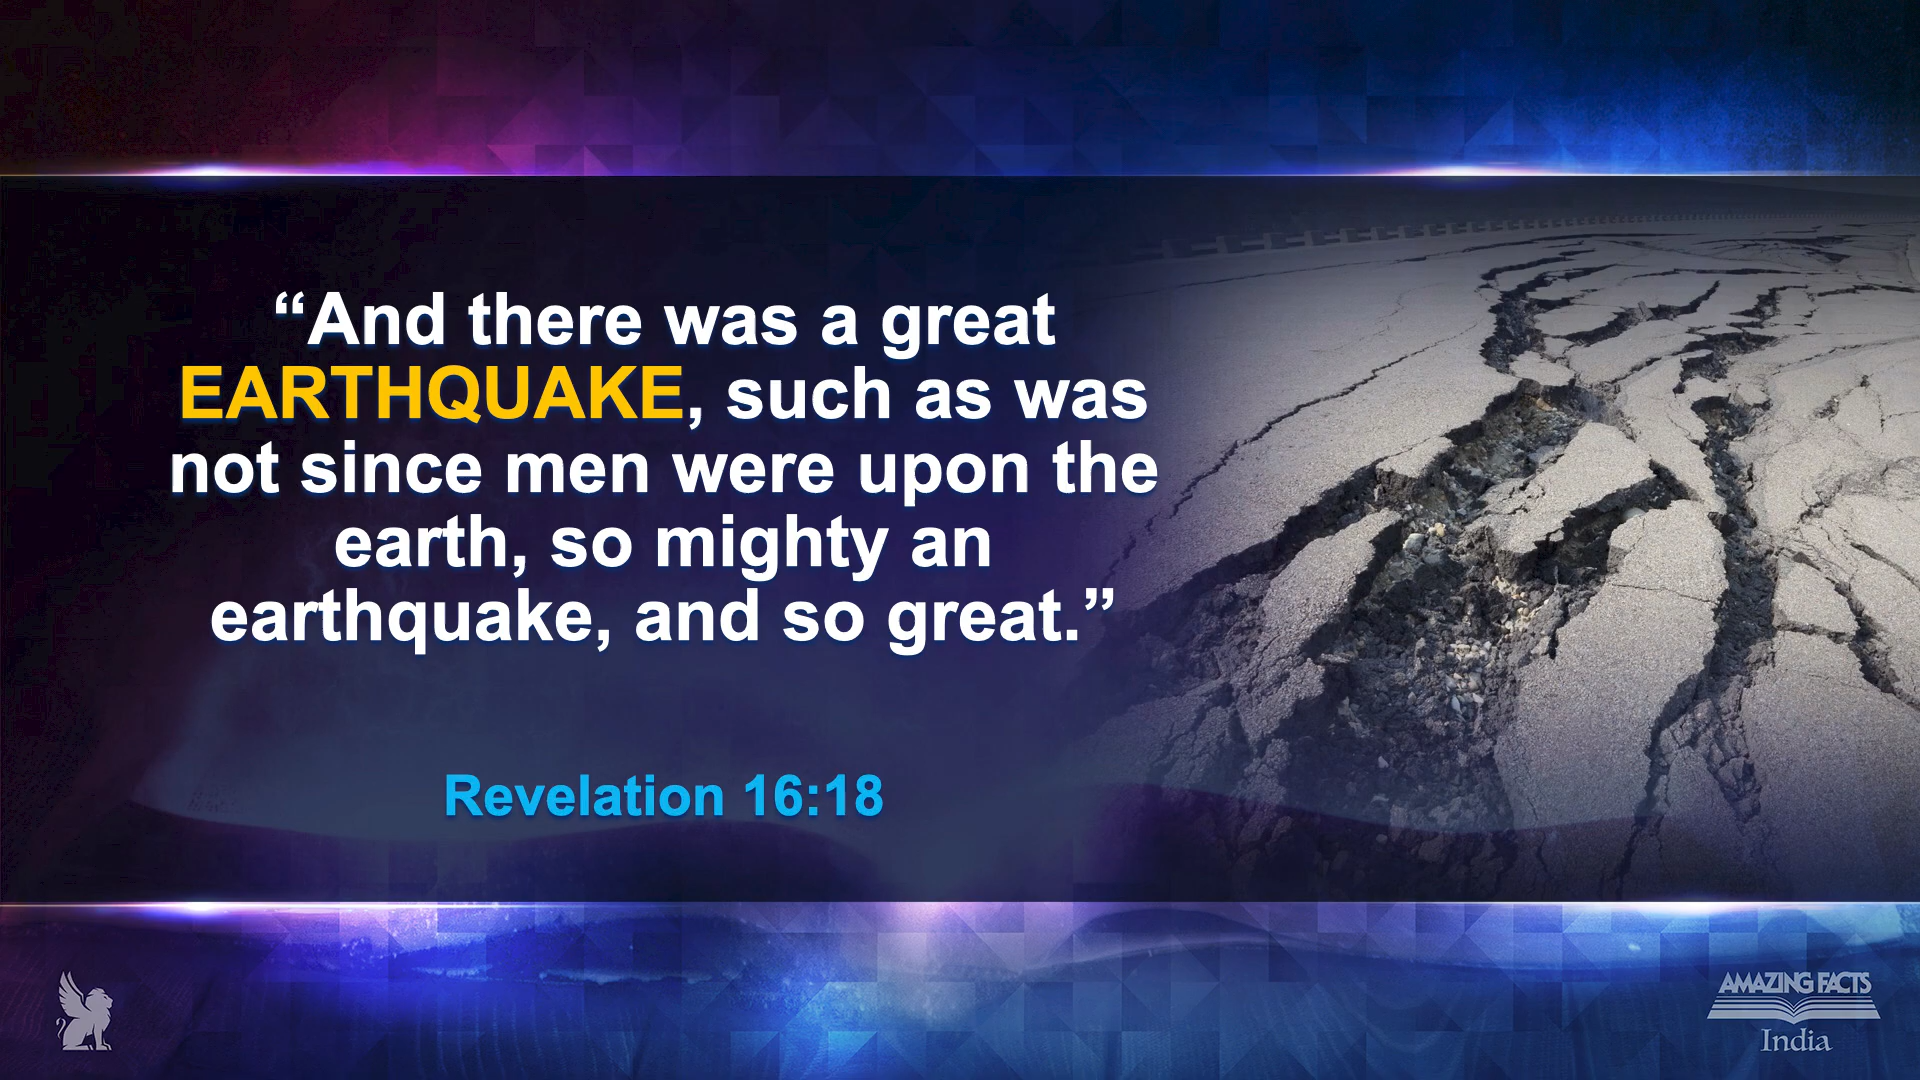 “And there was a great
EARTHQUAKE, such as was
not since men were upon the
earth, so mighty an
earthquake, and so great.”
Revelation 16:18
AMAZING FACTS
India